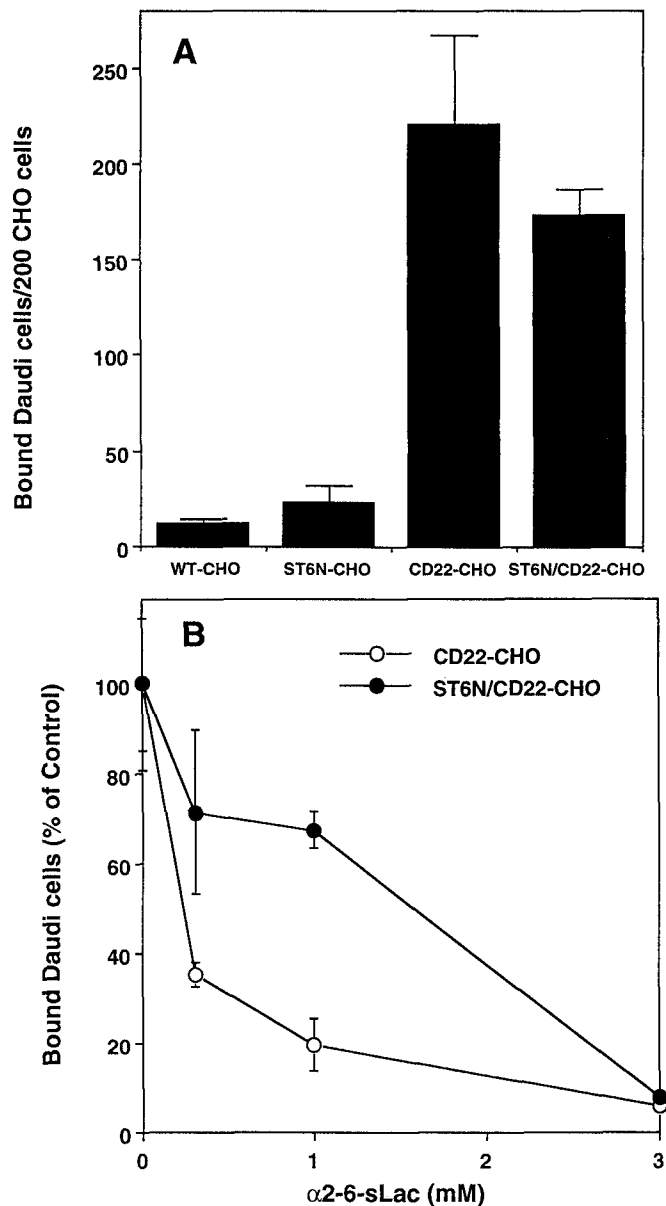 A
Bound Daudi cells/200 CHO cells
250
200
150
100
50
0
WT-CHO ST6N-CHO CD22-CHO ST6N/CD22-CHO
B
CD22-CHO
ST6N/CD22-CHO
Bound Daudi cells (% of Control)
100
80
60
40
20
0
0 1 2 3
α2-6-sLac (mM)